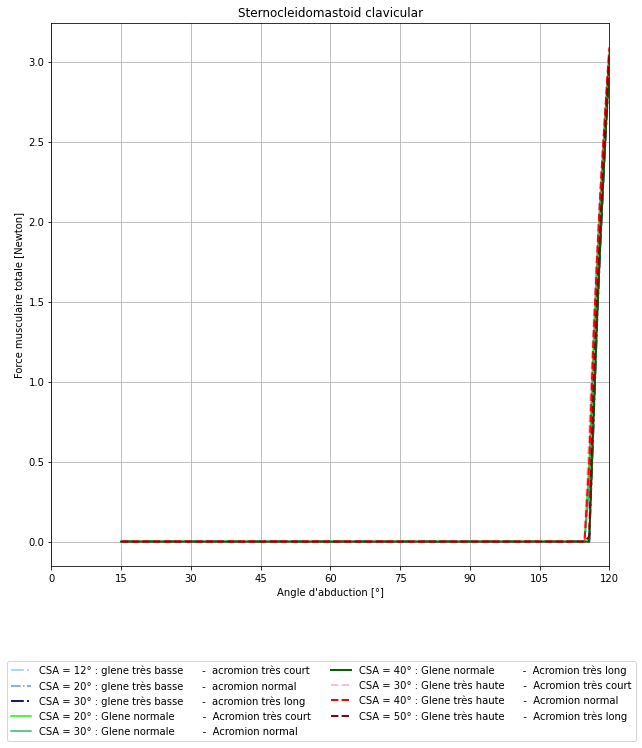 Sternocleidomastoid clavicular
3.0
2.5
2.0
1.5
1.0
0.5
0.0
Force musculaire totale [Newton]
0 15 30 45 60 75 90 105 120
Angle d'abduction [°]
CSA = 12° : glene très basse - acromion très court
CSA = 20° : glene très basse - acromion normal
CSA = 30° : glene très basse - acromion très long
CSA = 20° : Glene normale - Acromion très court
CSA = 30° : Glene normale - Acromion normal
CSA = 40° : Glene normale - Acromion très long
CSA = 30° : Glene très haute - Acromion très court
CSA = 40° : Glene très haute - Acromion normal
CSA = 50° : Glene très haute - Acromion très long